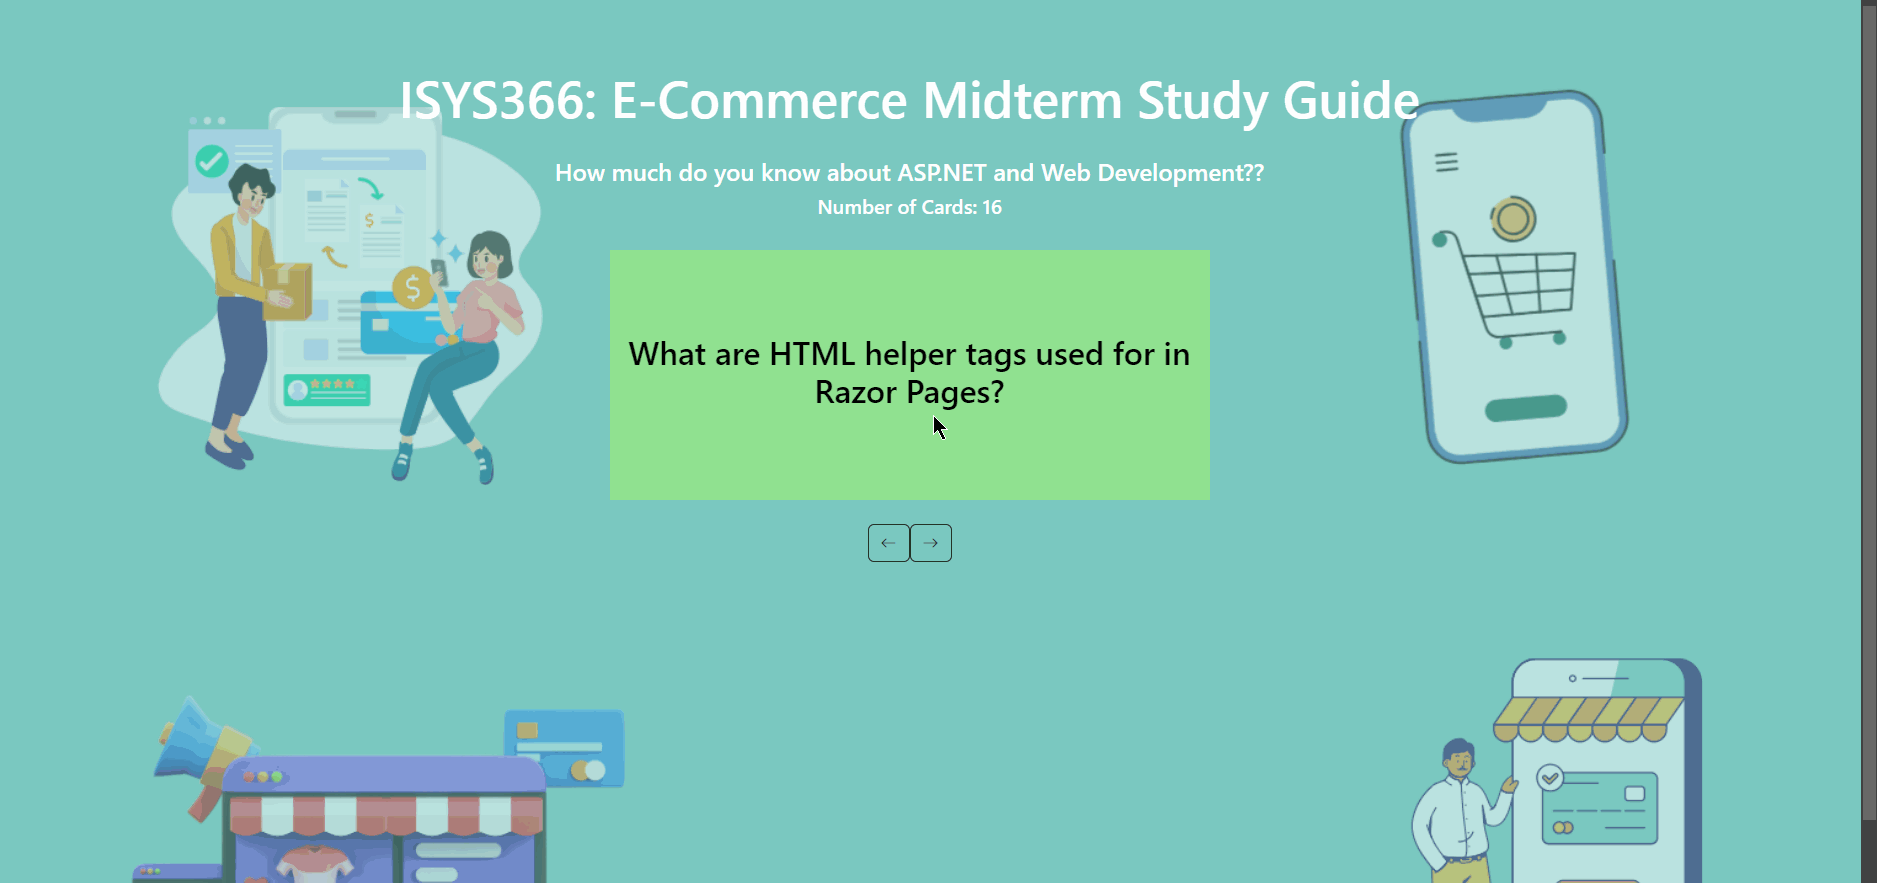 ISYS366: E-Commerce Midterm Study Guide
How much do you know about ASP.NET and Web Development??
Number of Cards: 16
What are HTML helper tags used for in
Razor Pages?